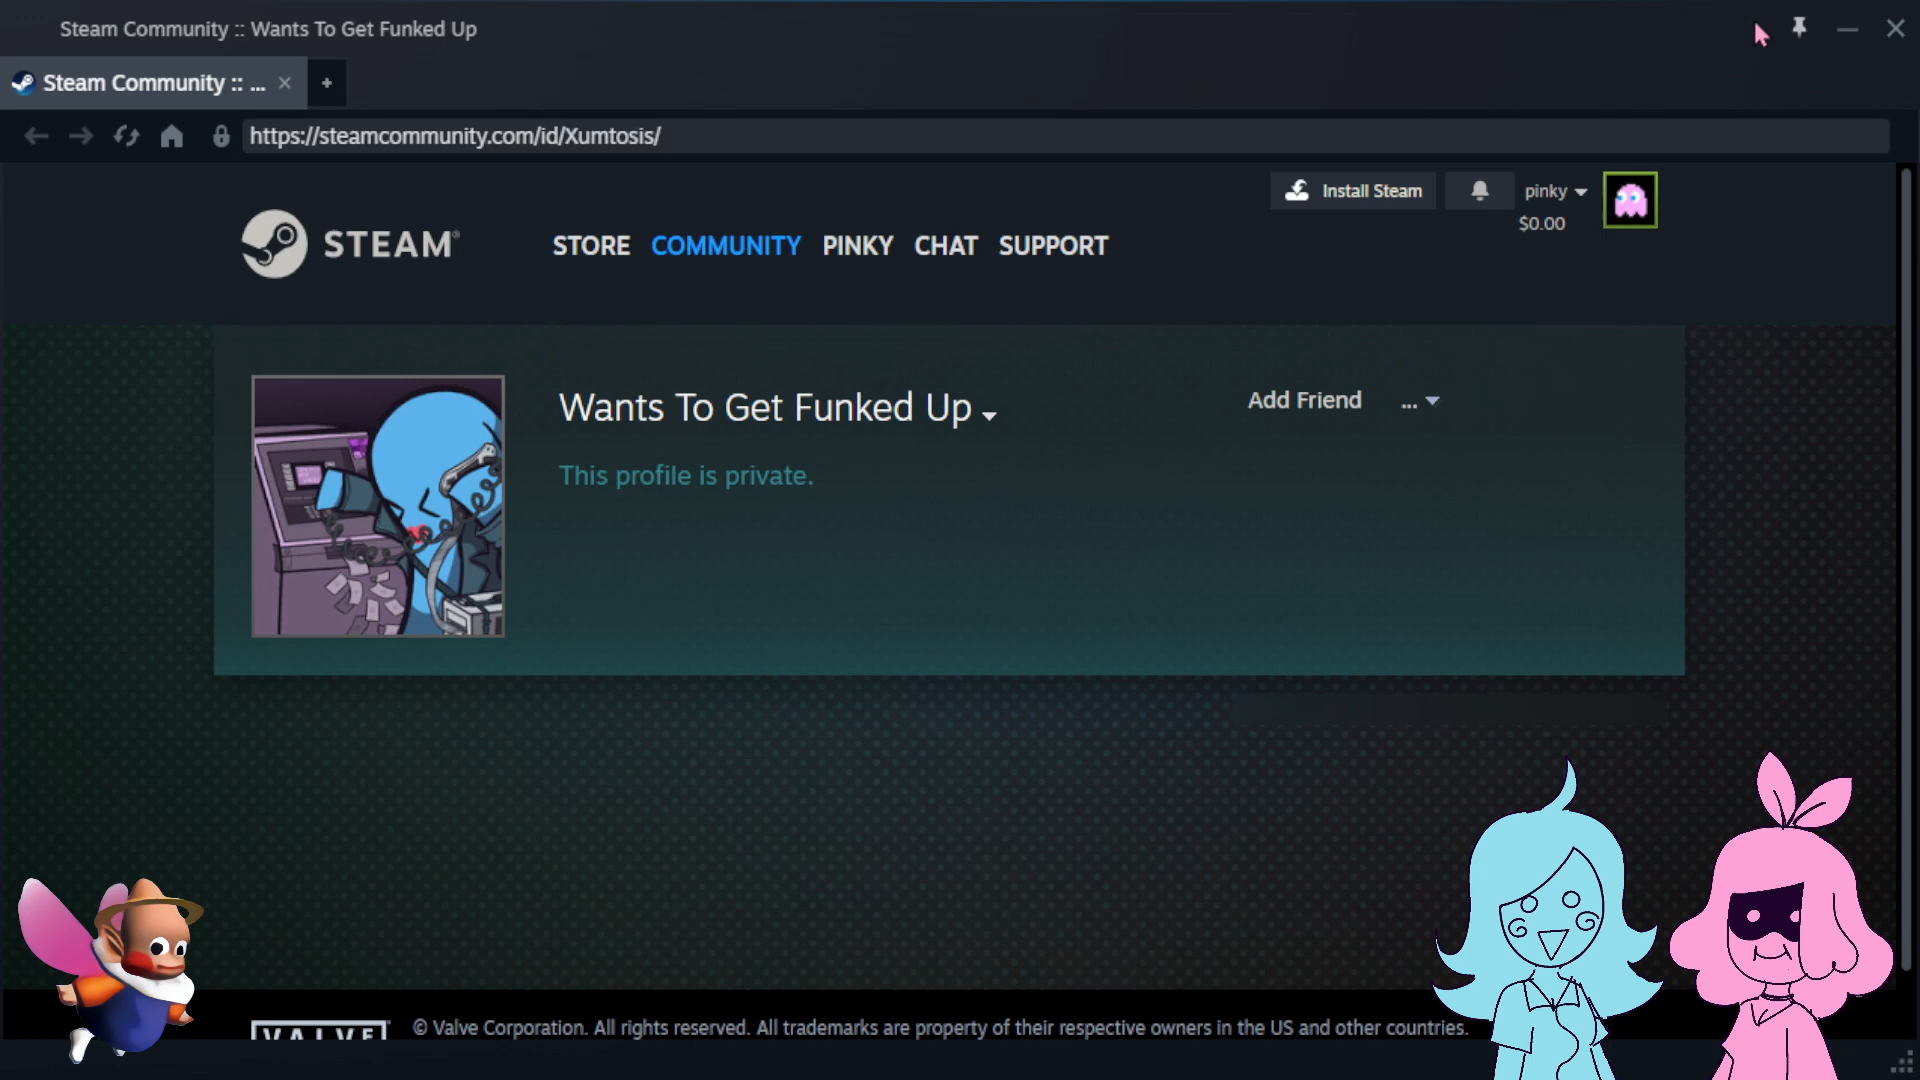 Steam Community :: Wants To Get Funked Up
Steam Community :: ...
https://steamcommunity.com/id/Xumtosis/
Install Steam
pinky
$0.00
STEAM®
STORE COMMUNITY PINKY CHAT SUPPORT
Wants To Get Funked Up
Add Friend ...
This profile is private.
VALVE © Valve Corporation. All rights reserved. All trademarks are property of their respective owners in the US and other countries.